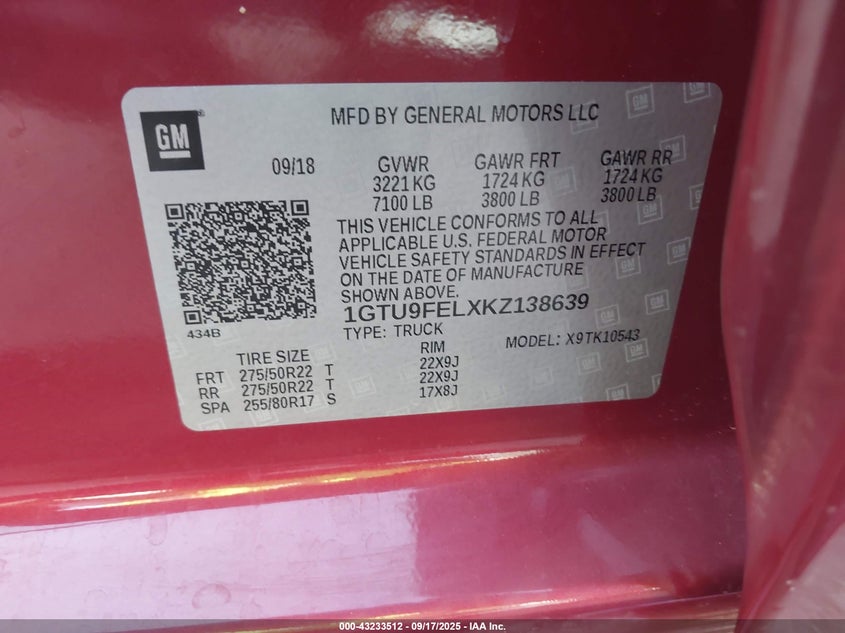 GM
MFD BY GENERAL MOTORS LLC
09/18
GVWR GAWR FRT GAWR RR
3221 KG 1724 KG 1724 KG
7100 LB 3800 LB 3800 LB
THIS VEHICLE CONFORMS TO ALL
APPLICABLE U.S. FEDERAL MOTOR
VEHICLE SAFETY STANDARDS IN EFFECT
ON THE DATE OF MANUFACTURE
SHOWN ABOVE.
434B
1GTU9FELXKZ138639
TYPE: TRUCK
MODEL: X9TK10543
TIRE SIZE RIM
FRT 275/50R22 T 22X9J
RR 275/50R22 T 22X9J
SPA 255/80R17 S 17X8J
000-43233512 - 09/17/2025 - IAA Inc.